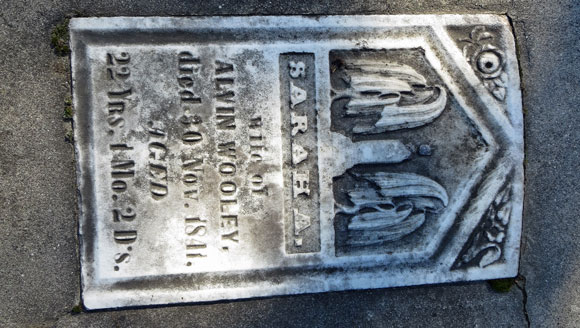 SARAH A.
wife of
ALVIN WOOLEY,
died 30 Nov. 1841.
AGED
22 Yrs. 1 Mo. 2 D's.